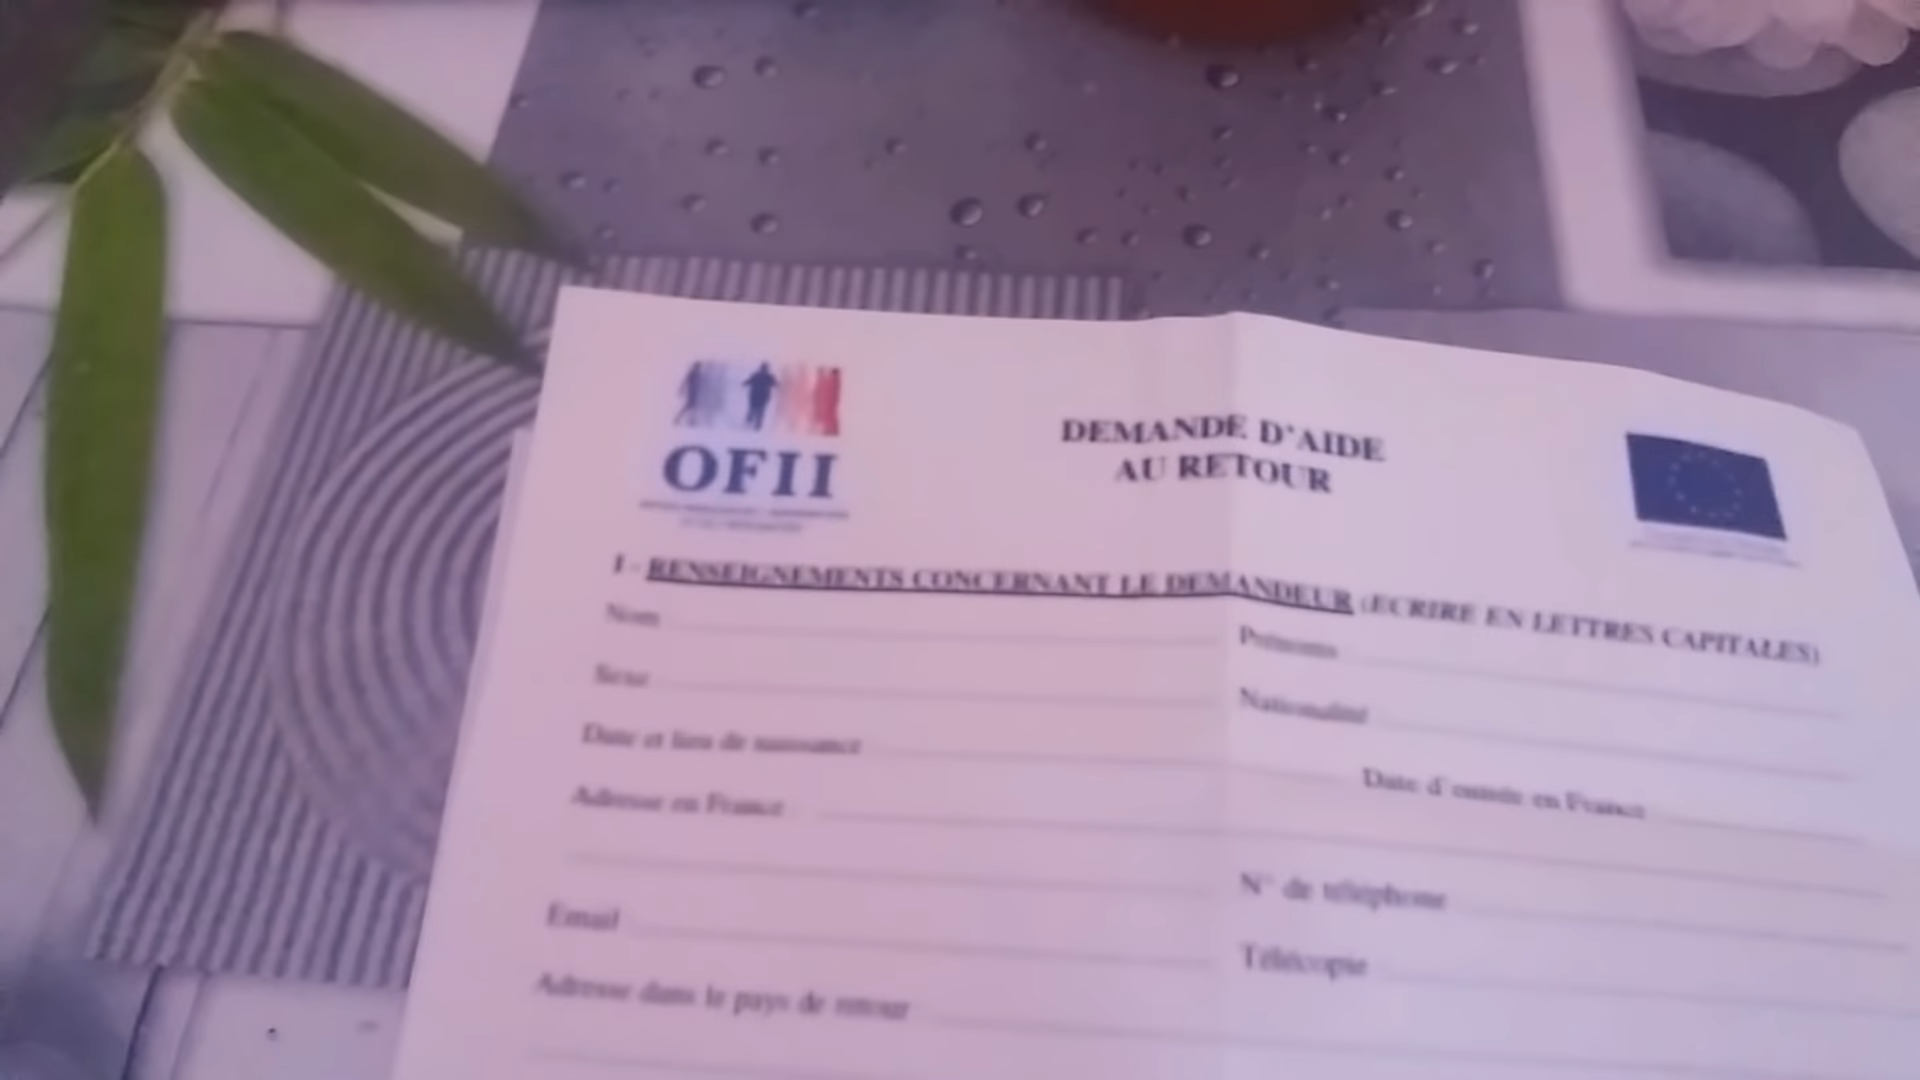 OFII
DEMANDE D'AIDE
AU RETOUR
I - RENSEIGNEMENTS CONCERNANT LE DEMANDEUR (ECRIRE EN LETTRES CAPITALES)
Nom Prénoms
Sexe Nationalité
Date et lieu de naissance Date d'entrée en France
Adresse en France
N° de téléphone
Email Télécopie
Adresse dans le pays de retour